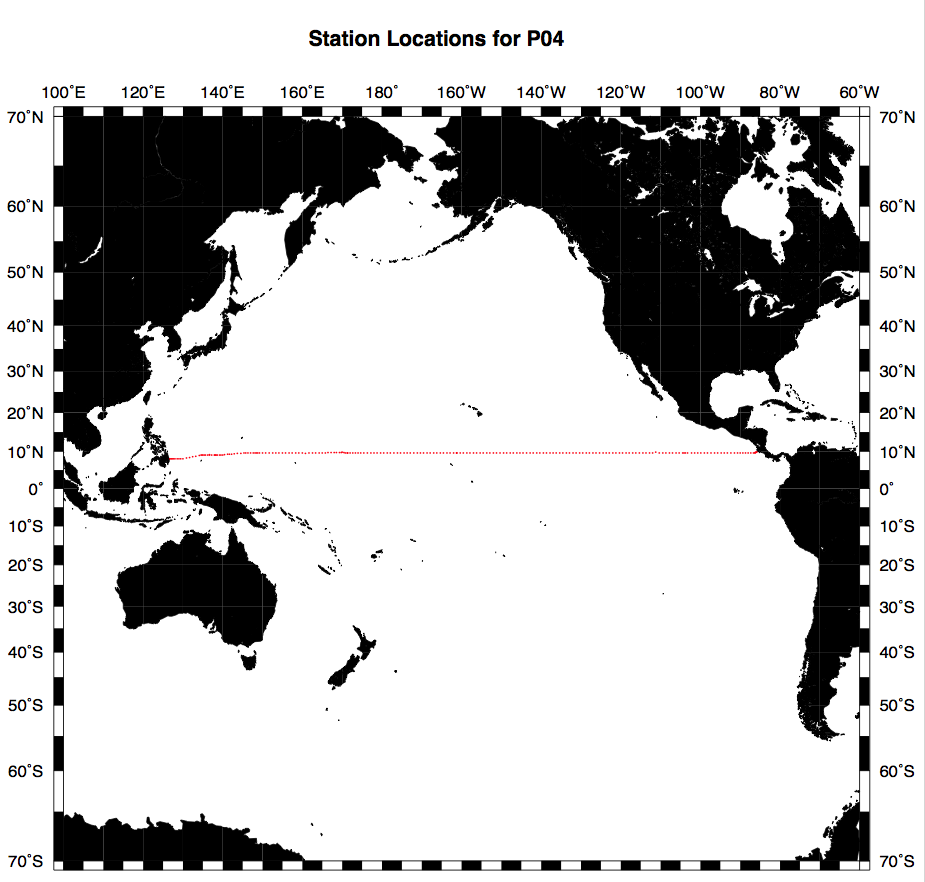 Station Locations for P04
100°E 120°E 140°E 160°E 180° 160°W 140°W 120°W 100°W 80°W 60°W
70°N 70°N
60°N 60°N
50°N 50°N
40°N 40°N
30°N 30°N
20°N 20°N
10°N 10°N
0° 0°
10°S 10°S
20°S 20°S
30°S 30°S
40°S 40°S
50°S 50°S
60°S 60°S
70°S 70°S